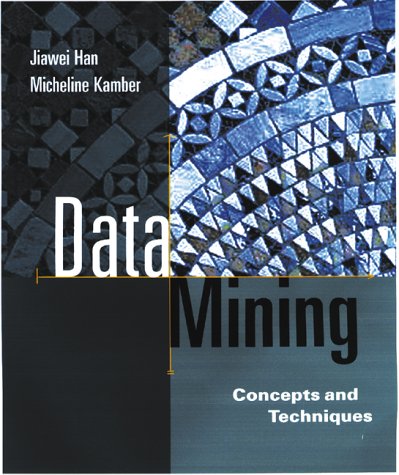 Jiawei Han
Micheline Kamber
Data
Mining
Concepts and
Techniques